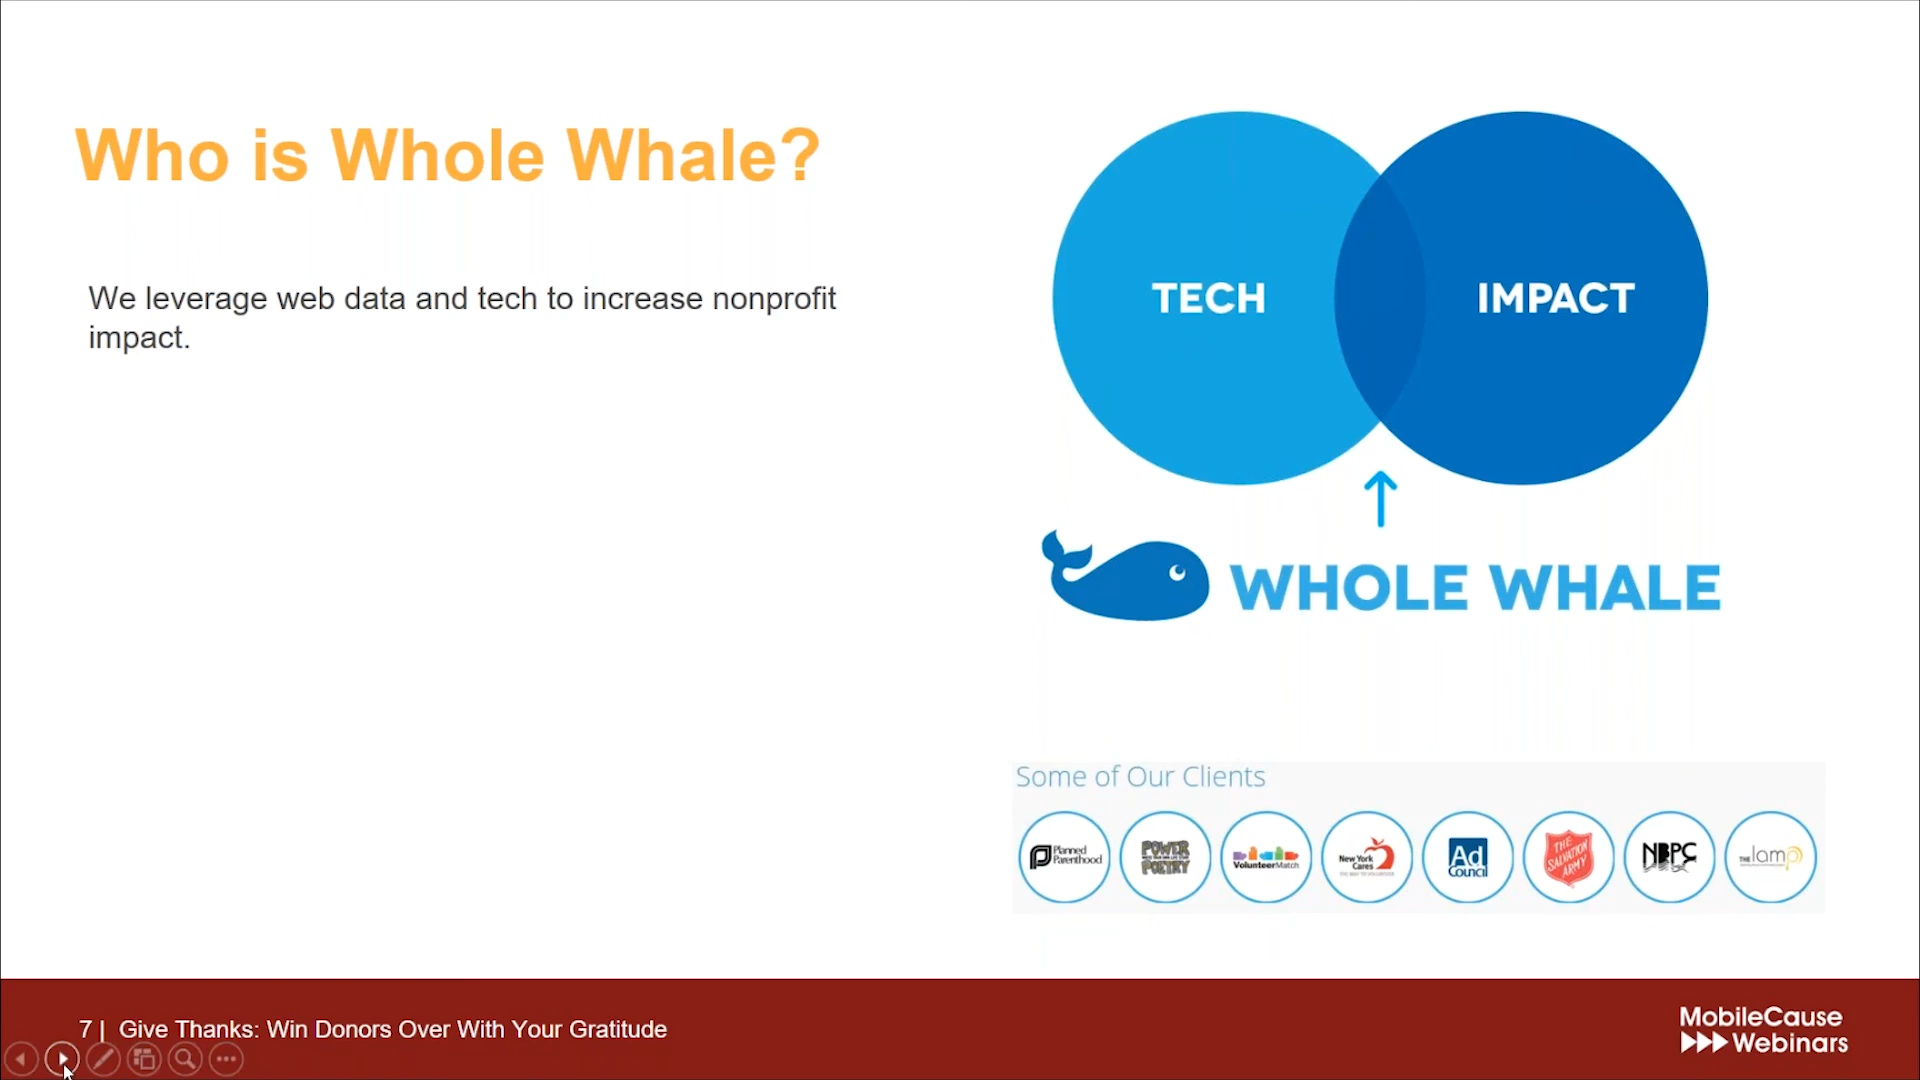 Who is Whole Whale?
We leverage web data and tech to increase nonprofit
impact.
TECH
IMPACT
WHOLE WHALE
Some of Our Clients
Planned
Parenthood
POWER
POETRY
VolunteerMatch
New York
Cares
Ad
Council
THE
SALVATION
ARMY
NBPC
THE lamp
7 | Give Thanks: Win Donors Over With Your Gratitude
MobileCause
Webinars